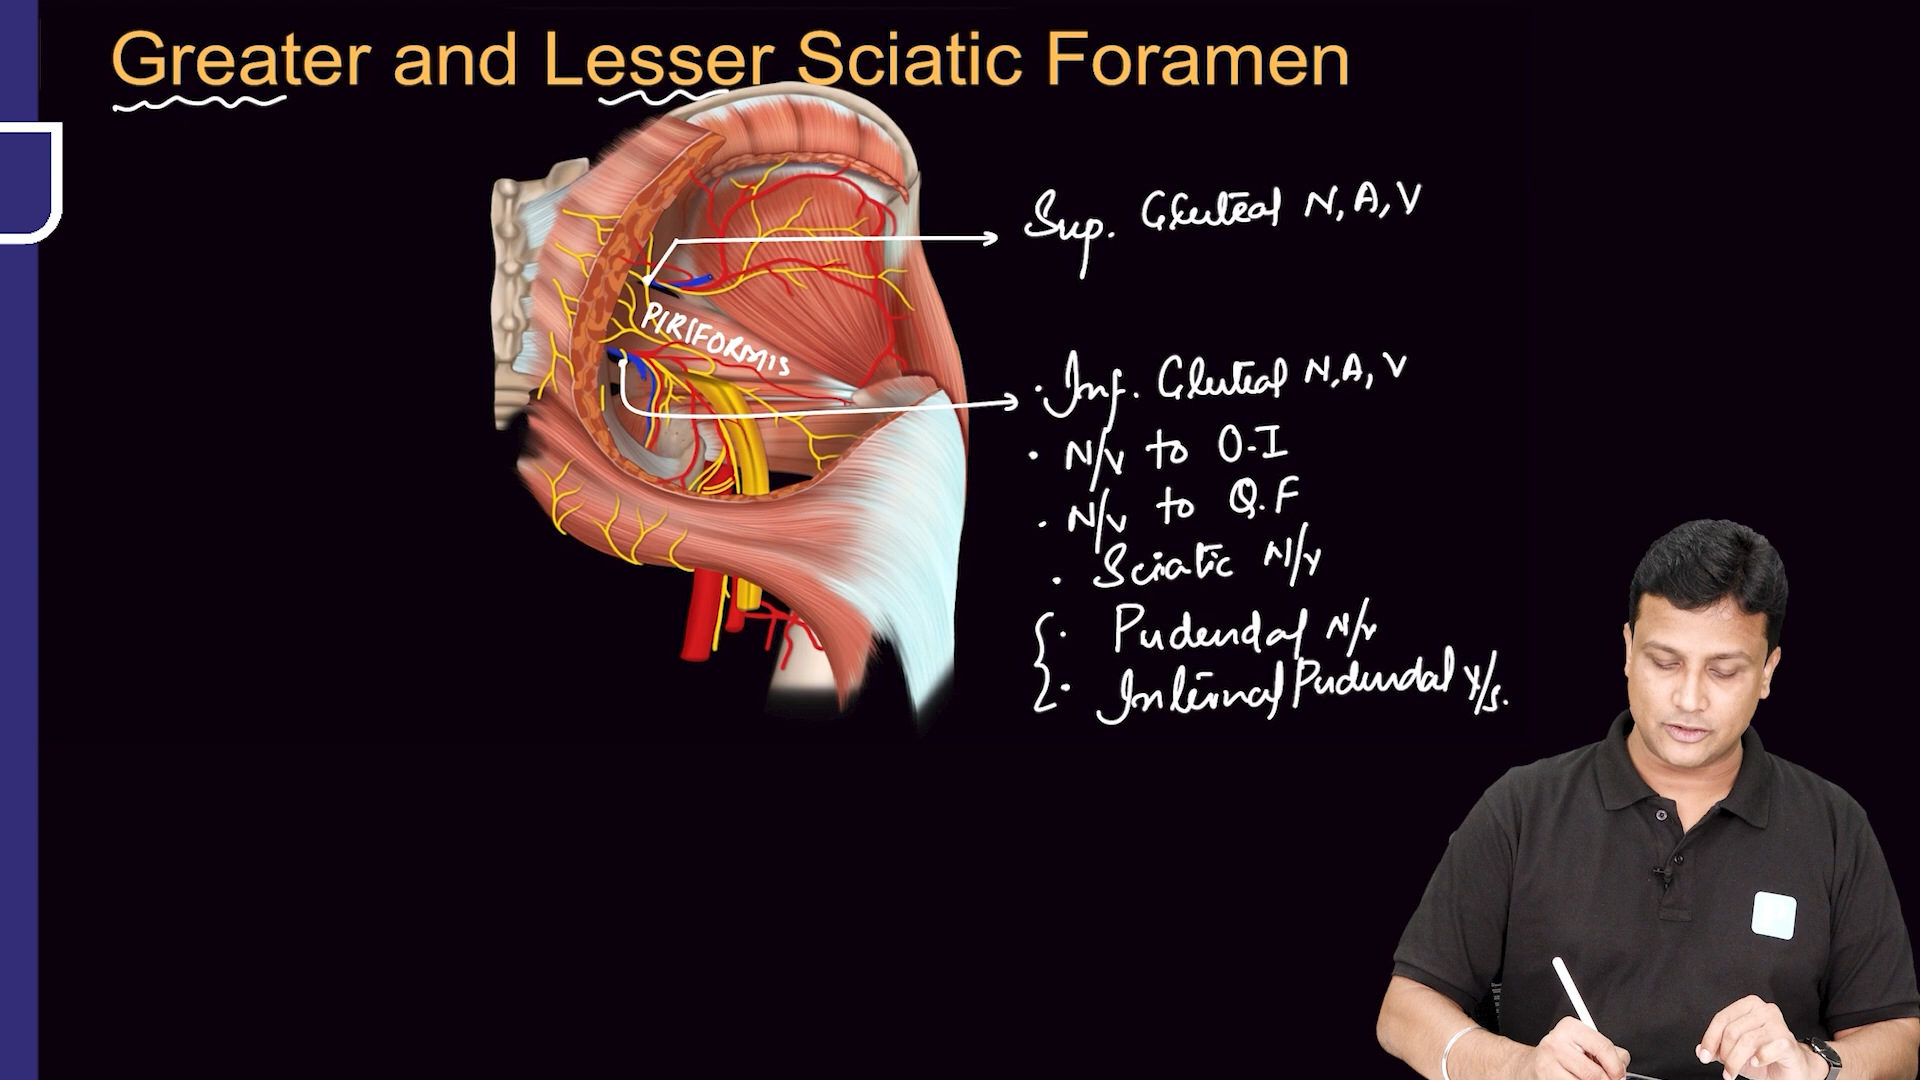 Greater and Lesser Sciatic Foramen
Sup. Gluteal N, A, V
PIRIFORMIS
· Inf. Gluteal N, A, V
· N/v to O.I
· N/v to Q.F
· Sciatic N/v
· Pudendal N/v
· Internal Pudendal V/s.